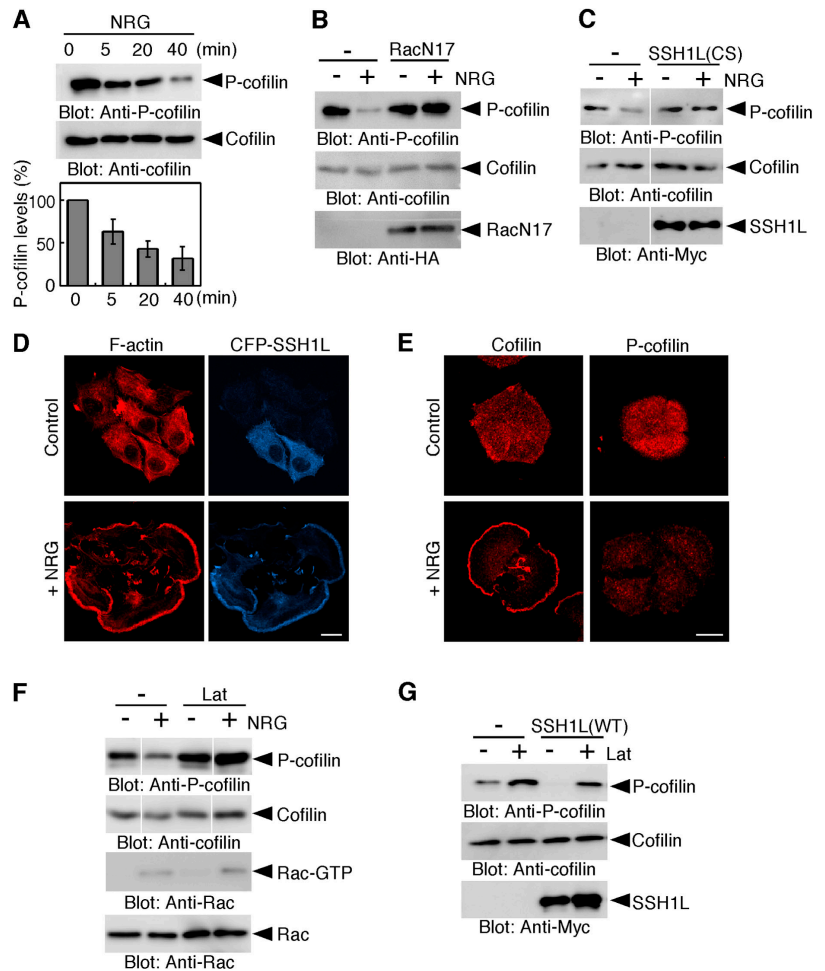 A
NRG
0 5 20 40 (min)
P-cofilin
Blot: Anti-P-cofilin
Cofilin
Blot: Anti-cofilin
P-cofilin levels (%)
100
50
0
0 5 20 40 (min)
B
- RacN17
- + - + NRG
P-cofilin
Blot: Anti-P-cofilin
Cofilin
Blot: Anti-cofilin
RacN17
Blot: Anti-HA
C
- SSH1L(CS)
- + - + NRG
P-cofilin
Blot: Anti-P-cofilin
Cofilin
Blot: Anti-cofilin
SSH1L
Blot: Anti-Myc
D
F-actin CFP-SSH1L
Control
+ NRG
E
Cofilin P-cofilin
Control
+ NRG
F
- Lat
- + - + NRG
P-cofilin
Blot: Anti-P-cofilin
Cofilin
Blot: Anti-cofilin
Rac-GTP
Blot: Anti-Rac
Rac
Blot: Anti-Rac
G
- SSH1L(WT)
- + - + Lat
P-cofilin
Blot: Anti-P-cofilin
Cofilin
Blot: Anti-cofilin
SSH1L
Blot: Anti-Myc